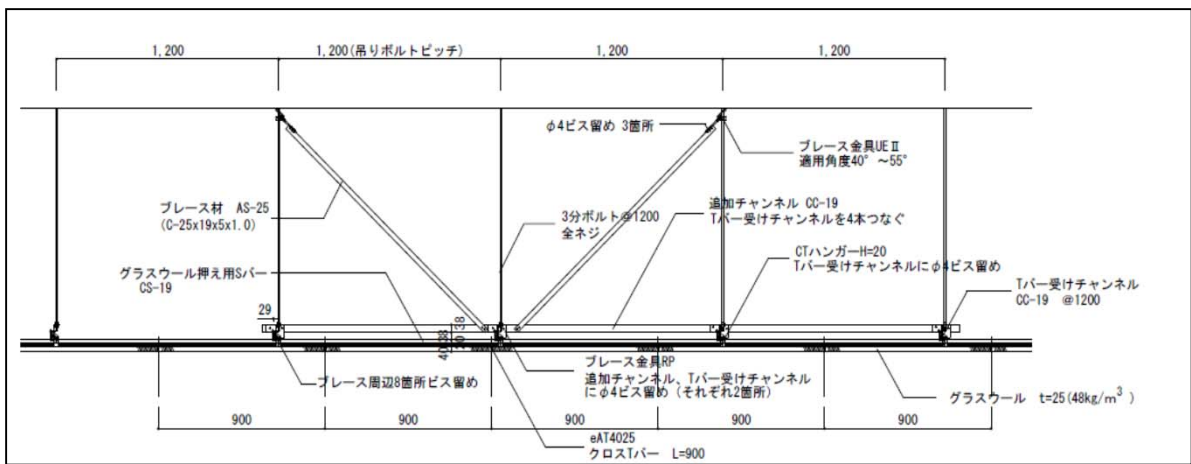 1,200
1,200(吊りボルトピッチ)
1,200
1,200
φ4ビス留め 3箇所
ブレース金具UEⅡ
適用角度40°~55°
ブレース材 AS-25
(C-25x19x5x1.0)
3分ボルト@1200
全ネジ
追加チャンネル CC-19
Tバー受けチャンネルを4本つなぐ
グラスウール押え用Sバー
CS-19
CTハンガーH=20
Tバー受けチャンネルにφ4ビス留め
Tバー受けチャンネル
CC-19 @1200
29
38
38
40
ブレース周辺8箇所ビス留め
ブレース金具RP
追加チャンネル、Tバー受けチャンネル
にφ4ビス留め(それぞれ2箇所)
グラスウール t=25(48kg/m³ )
900
900
900
900
900
eAT4025
クロスTバー L=900